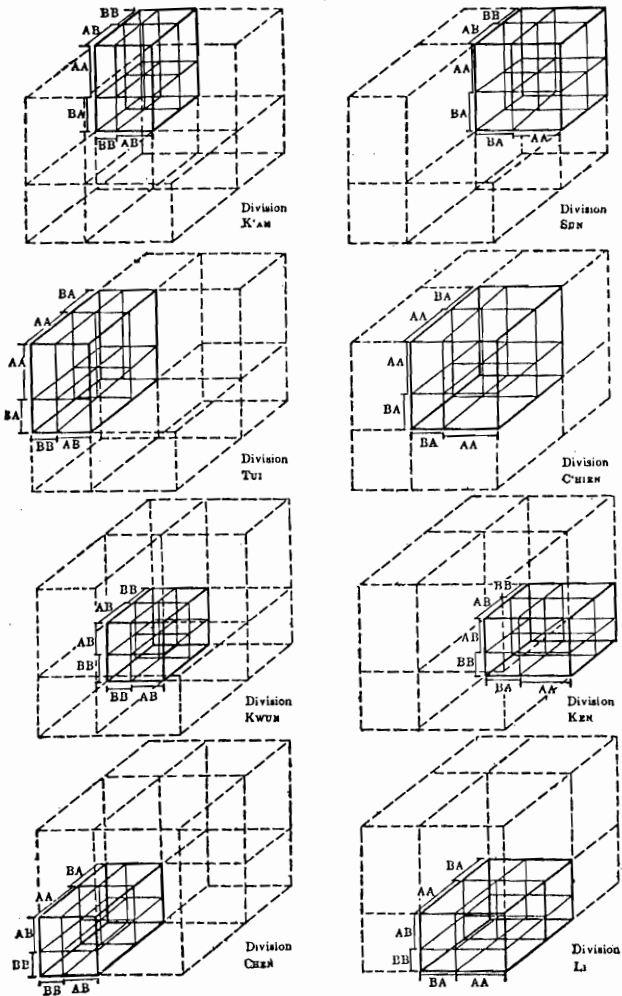 BB
AB
AA
BA
BB AB
Division
K'AN
BB
AB
AA
BA
BA AA
Division
SUN
BA
AA
AA
BA
BB AB
Division
TUI
BA
AA
AA
BA
BA AA
Division
C'HIEN
BB
AB
AB
BB
BB AB
Division
KWUN
BB
AB
AB
BB
BA AA
Division
KEN
BA
AA
AB
BB
BB AB
Division
CHEN
BA
AA
AB
BB
BA AA
Division
LI